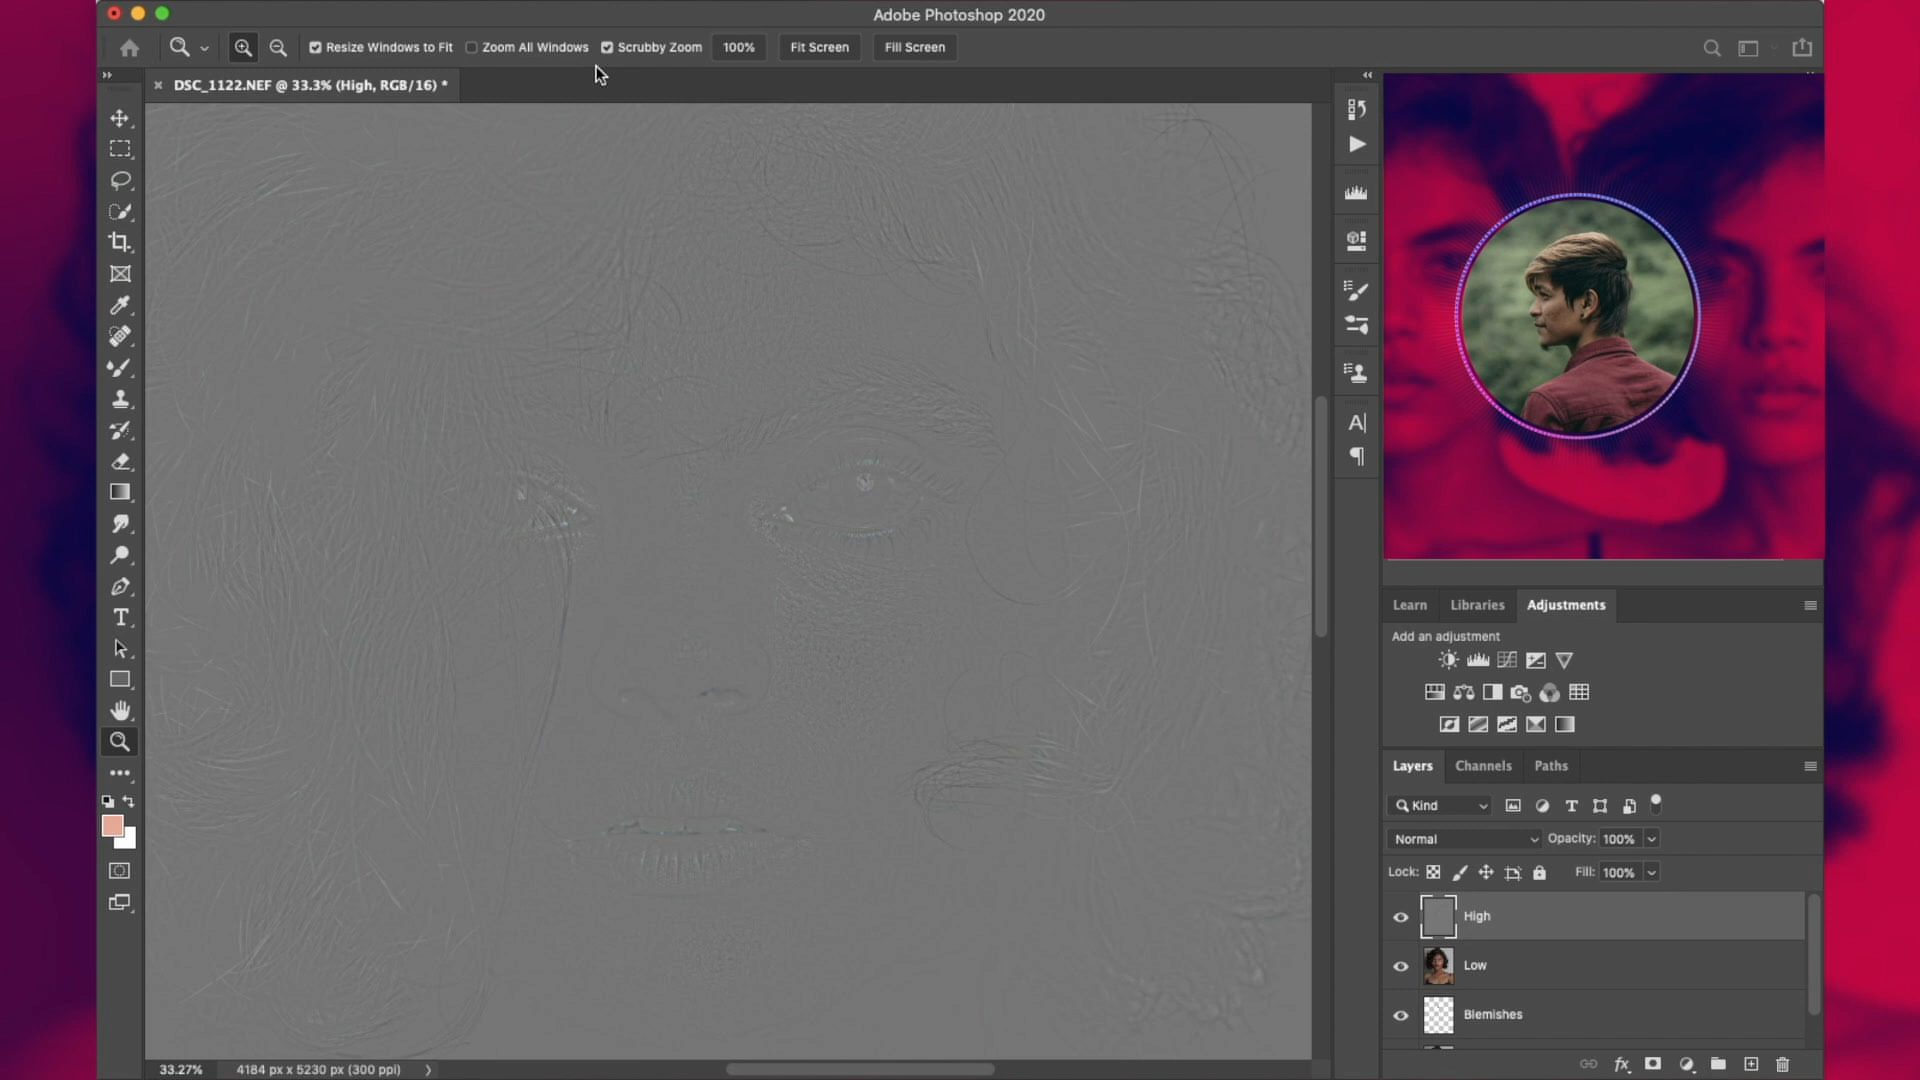 Adobe Photoshop 2020
Resize Windows to Fit
Zoom All Windows
Scrubby Zoom
100%
Fit Screen
Fill Screen
DSC_1122.NEF @ 33.3% (High, RGB/16) *
Learn
Libraries
Adjustments
Add an adjustment
Layers
Channels
Paths
Kind
Normal
Opacity: 100%
Lock:
Fill: 100%
High
Low
Blemishes
33.27%
4184 px x 5230 px (300 ppi)